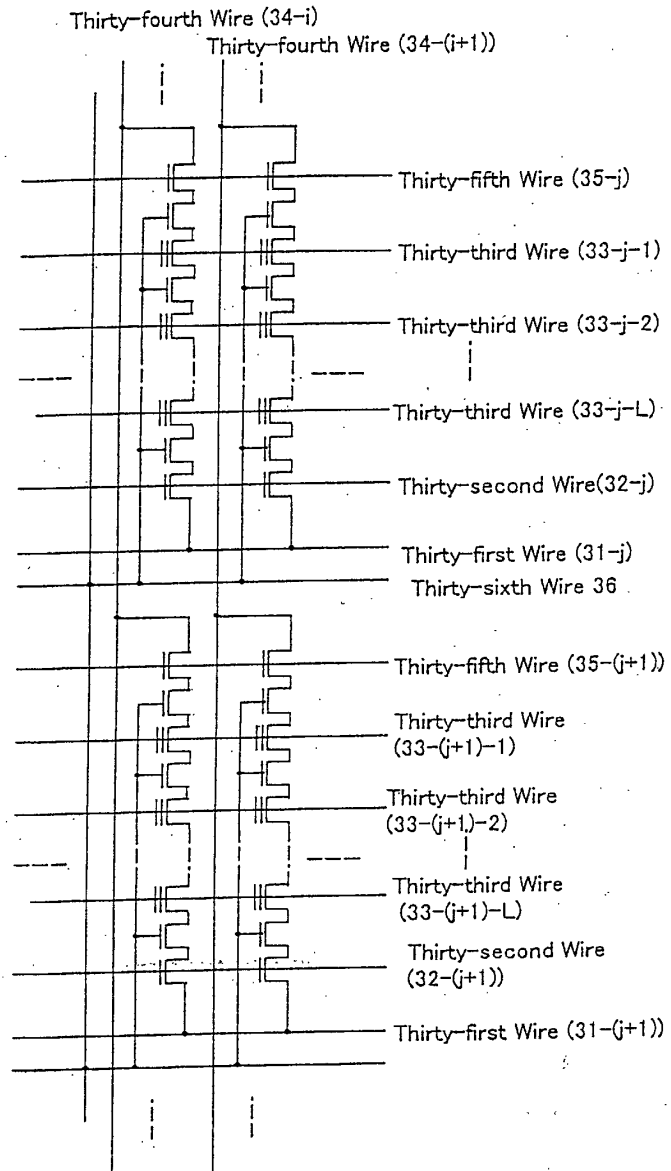 Thirty-fourth Wire (34-i)
Thirty-fourth Wire (34-(i+1))
Thirty-fifth Wire (35-j)
Thirty-third Wire (33-j-1)
Thirty-third Wire (33-j-2)
Thirty-third Wire (33-j-L)
Thirty-second Wire(32-j)
Thirty-first Wire (31-j)
Thirty-sixth Wire 36
Thirty-fifth Wire (35-(j+1))
Thirty-third Wire
(33-(j+1)-1)
Thirty-third Wire
(33-(j+1)-2)
Thirty-third Wire
(33-(j+1)-L)
Thirty-second Wire
(32-(j+1))
Thirty-first Wire (31-(j+1))